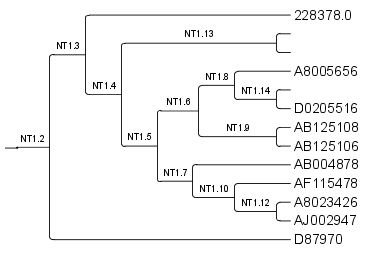 228378.0
NT1.13
NT1.3
A8005656
NT1.8
NT1.4
NT1.14
NT1.6
D0205516
AB125108
NT1.9
NT1.2
NT1.5
AB125106
AB004878
NT1.7
AF115478
NT1.10
A8023426
NT1.12
AJ002947
D87970